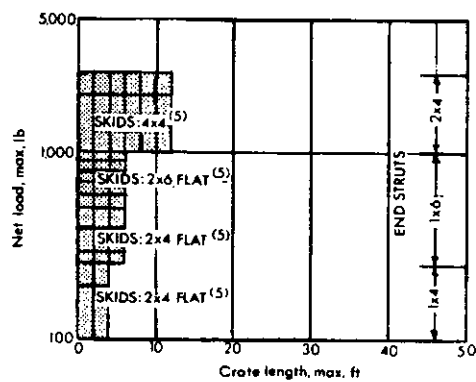 5,000
1,000
100
Net load, max, lb
SKIDS: 4x4(5)
SKIDS: 2x6 FLAT(5)
SKIDS: 2x4 FLAT(5)
SKIDS: 2x4 FLAT(5)
END STRUTS
2x4
1x6
1x4
0
10
20
30
40
50
Crate length, max, ft